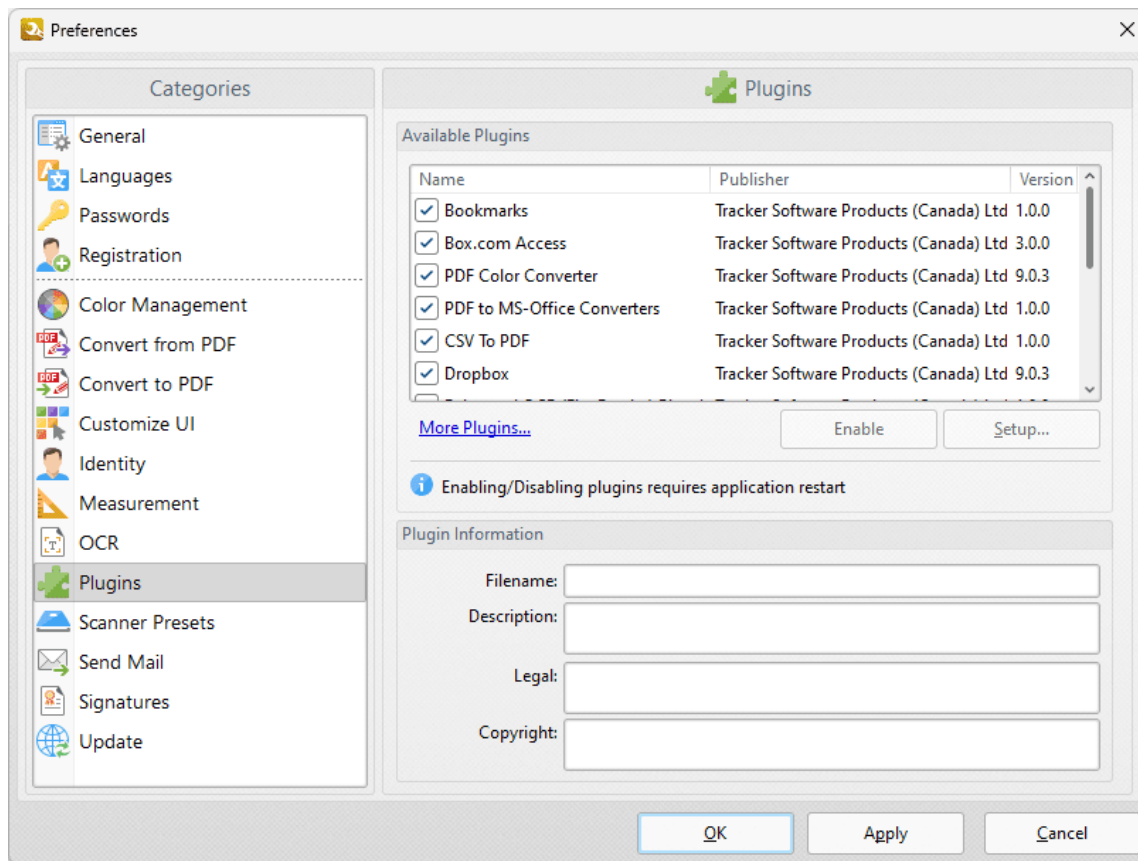 Preferences
Categories
General
Languages
Passwords
Registration
Color Management
Convert from PDF
Convert to PDF
Customize UI
Identity
Measurement
OCR
Plugins
Scanner Presets
Send Mail
Signatures
Update
Plugins
Available Plugins
Name Publisher Version
Bookmarks Tracker Software Products (Canada) Ltd 1.0.0
Box.com Access Tracker Software Products (Canada) Ltd 3.0.0
PDF Color Converter Tracker Software Products (Canada) Ltd 9.0.3
PDF to MS-Office Converters Tracker Software Products (Canada) Ltd 1.0.0
CSV To PDF Tracker Software Products (Canada) Ltd 1.0.0
Dropbox Tracker Software Products (Canada) Ltd 9.0.3
More Plugins...
Enable
Setup...
Enabling/Disabling plugins requires application restart
Plugin Information
Filename:
Description:
Legal:
Copyright:
OK
Apply
Cancel